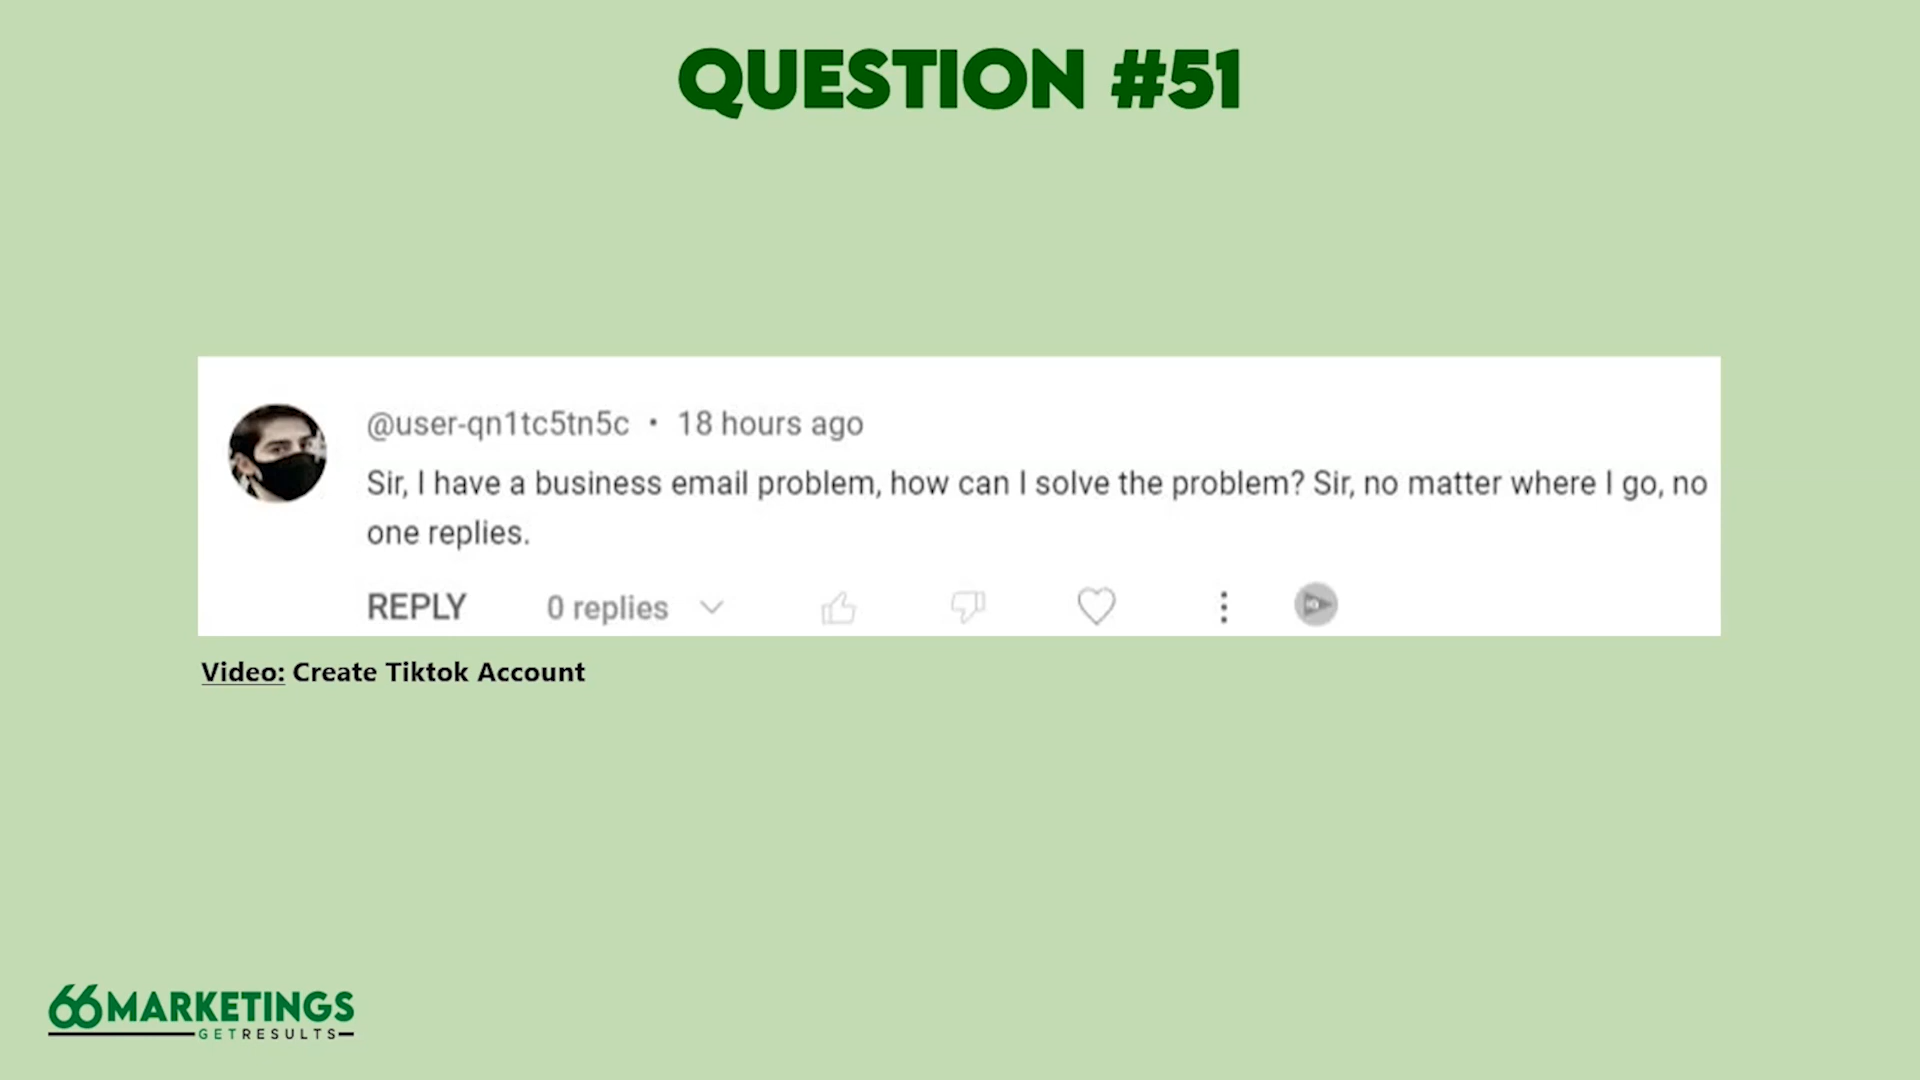 QUESTION #51
@user-qn1tc5tn5c • 18 hours ago
Sir, I have a business email problem, how can I solve the problem? Sir, no matter where I go, no
one replies.
REPLY 0 replies
Video: Create Tiktok Account
66MARKETINGS
GETRESULTS